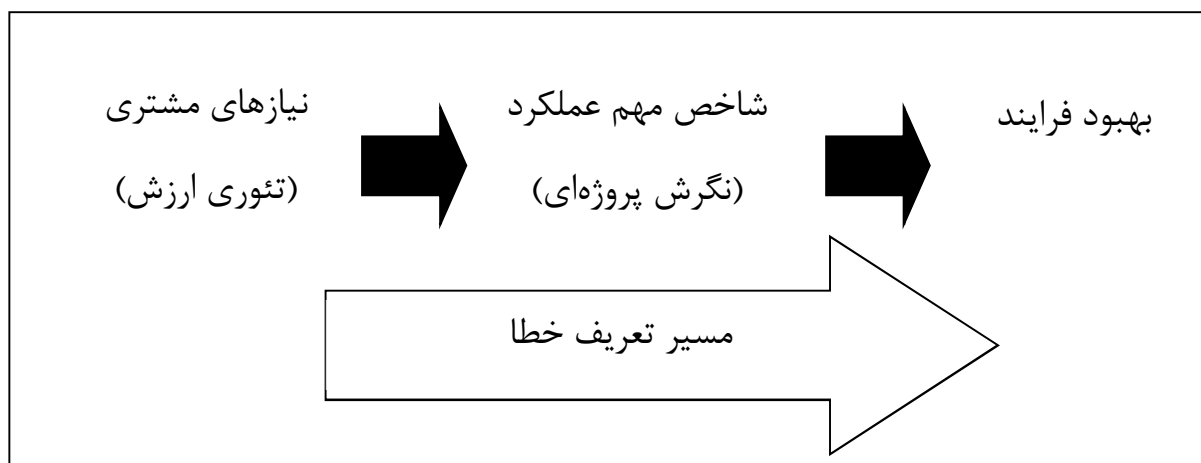 نیازهای مشتری
(تئوری ارزش)
شاخص مهم عملکرد
(نگرش پروژه‌ای)
بهبود فرایند
مسیر تعریف خطا